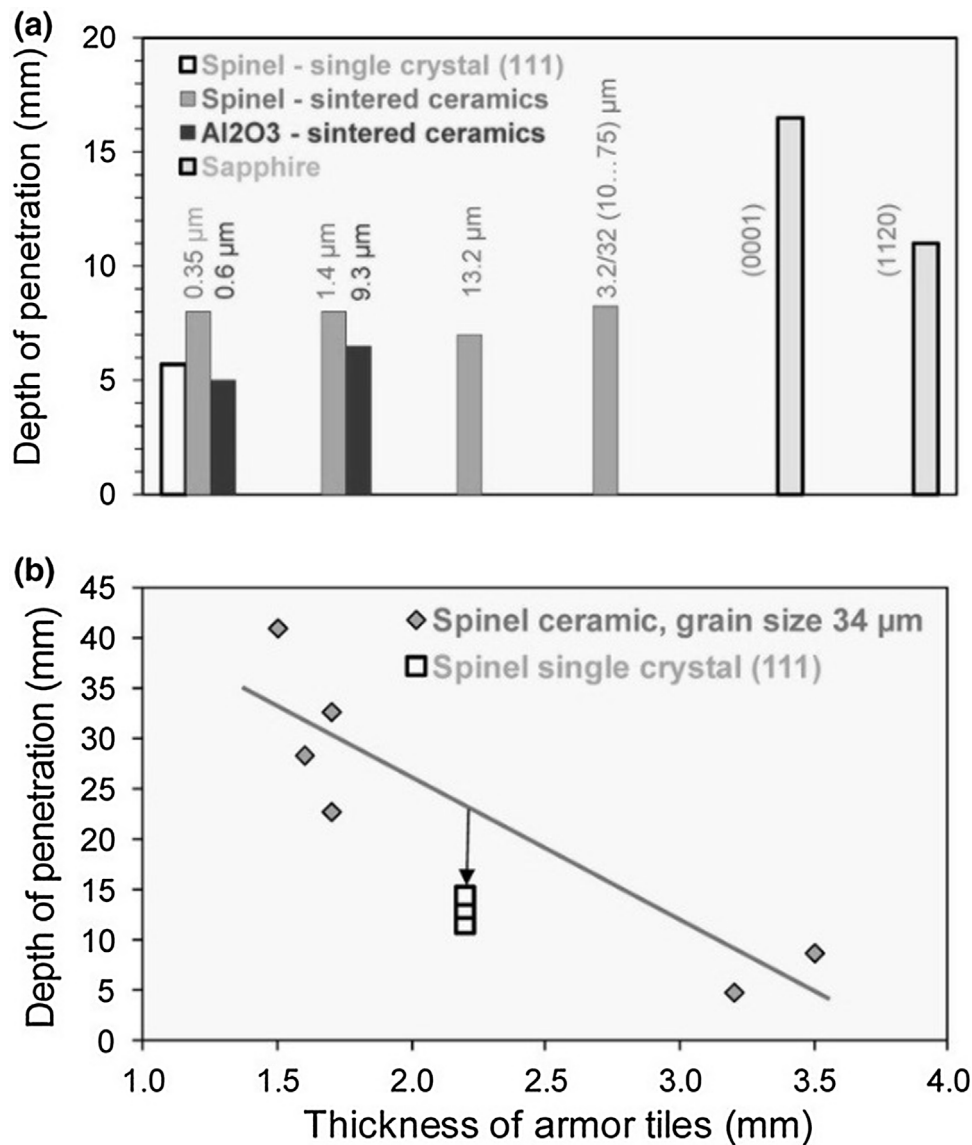 (a)
Depth of penetration (mm)
20
15
10
5
0
Spinel - single crystal (111)
Spinel - sintered ceramics
Al2O3 - sintered ceramics
Sapphire
0.35 µm
0.6 µm
1.4 µm
9.3 µm
13.2 µm
3.2/32 (10...75) µm
(0001)
(1120)
(b)
Depth of penetration (mm)
45
40
35
30
25
20
15
10
5
0
Spinel ceramic, grain size 34 µm
Spinel single crystal (111)
1.0 1.5 2.0 2.5 3.0 3.5 4.0
Thickness of armor tiles (mm)